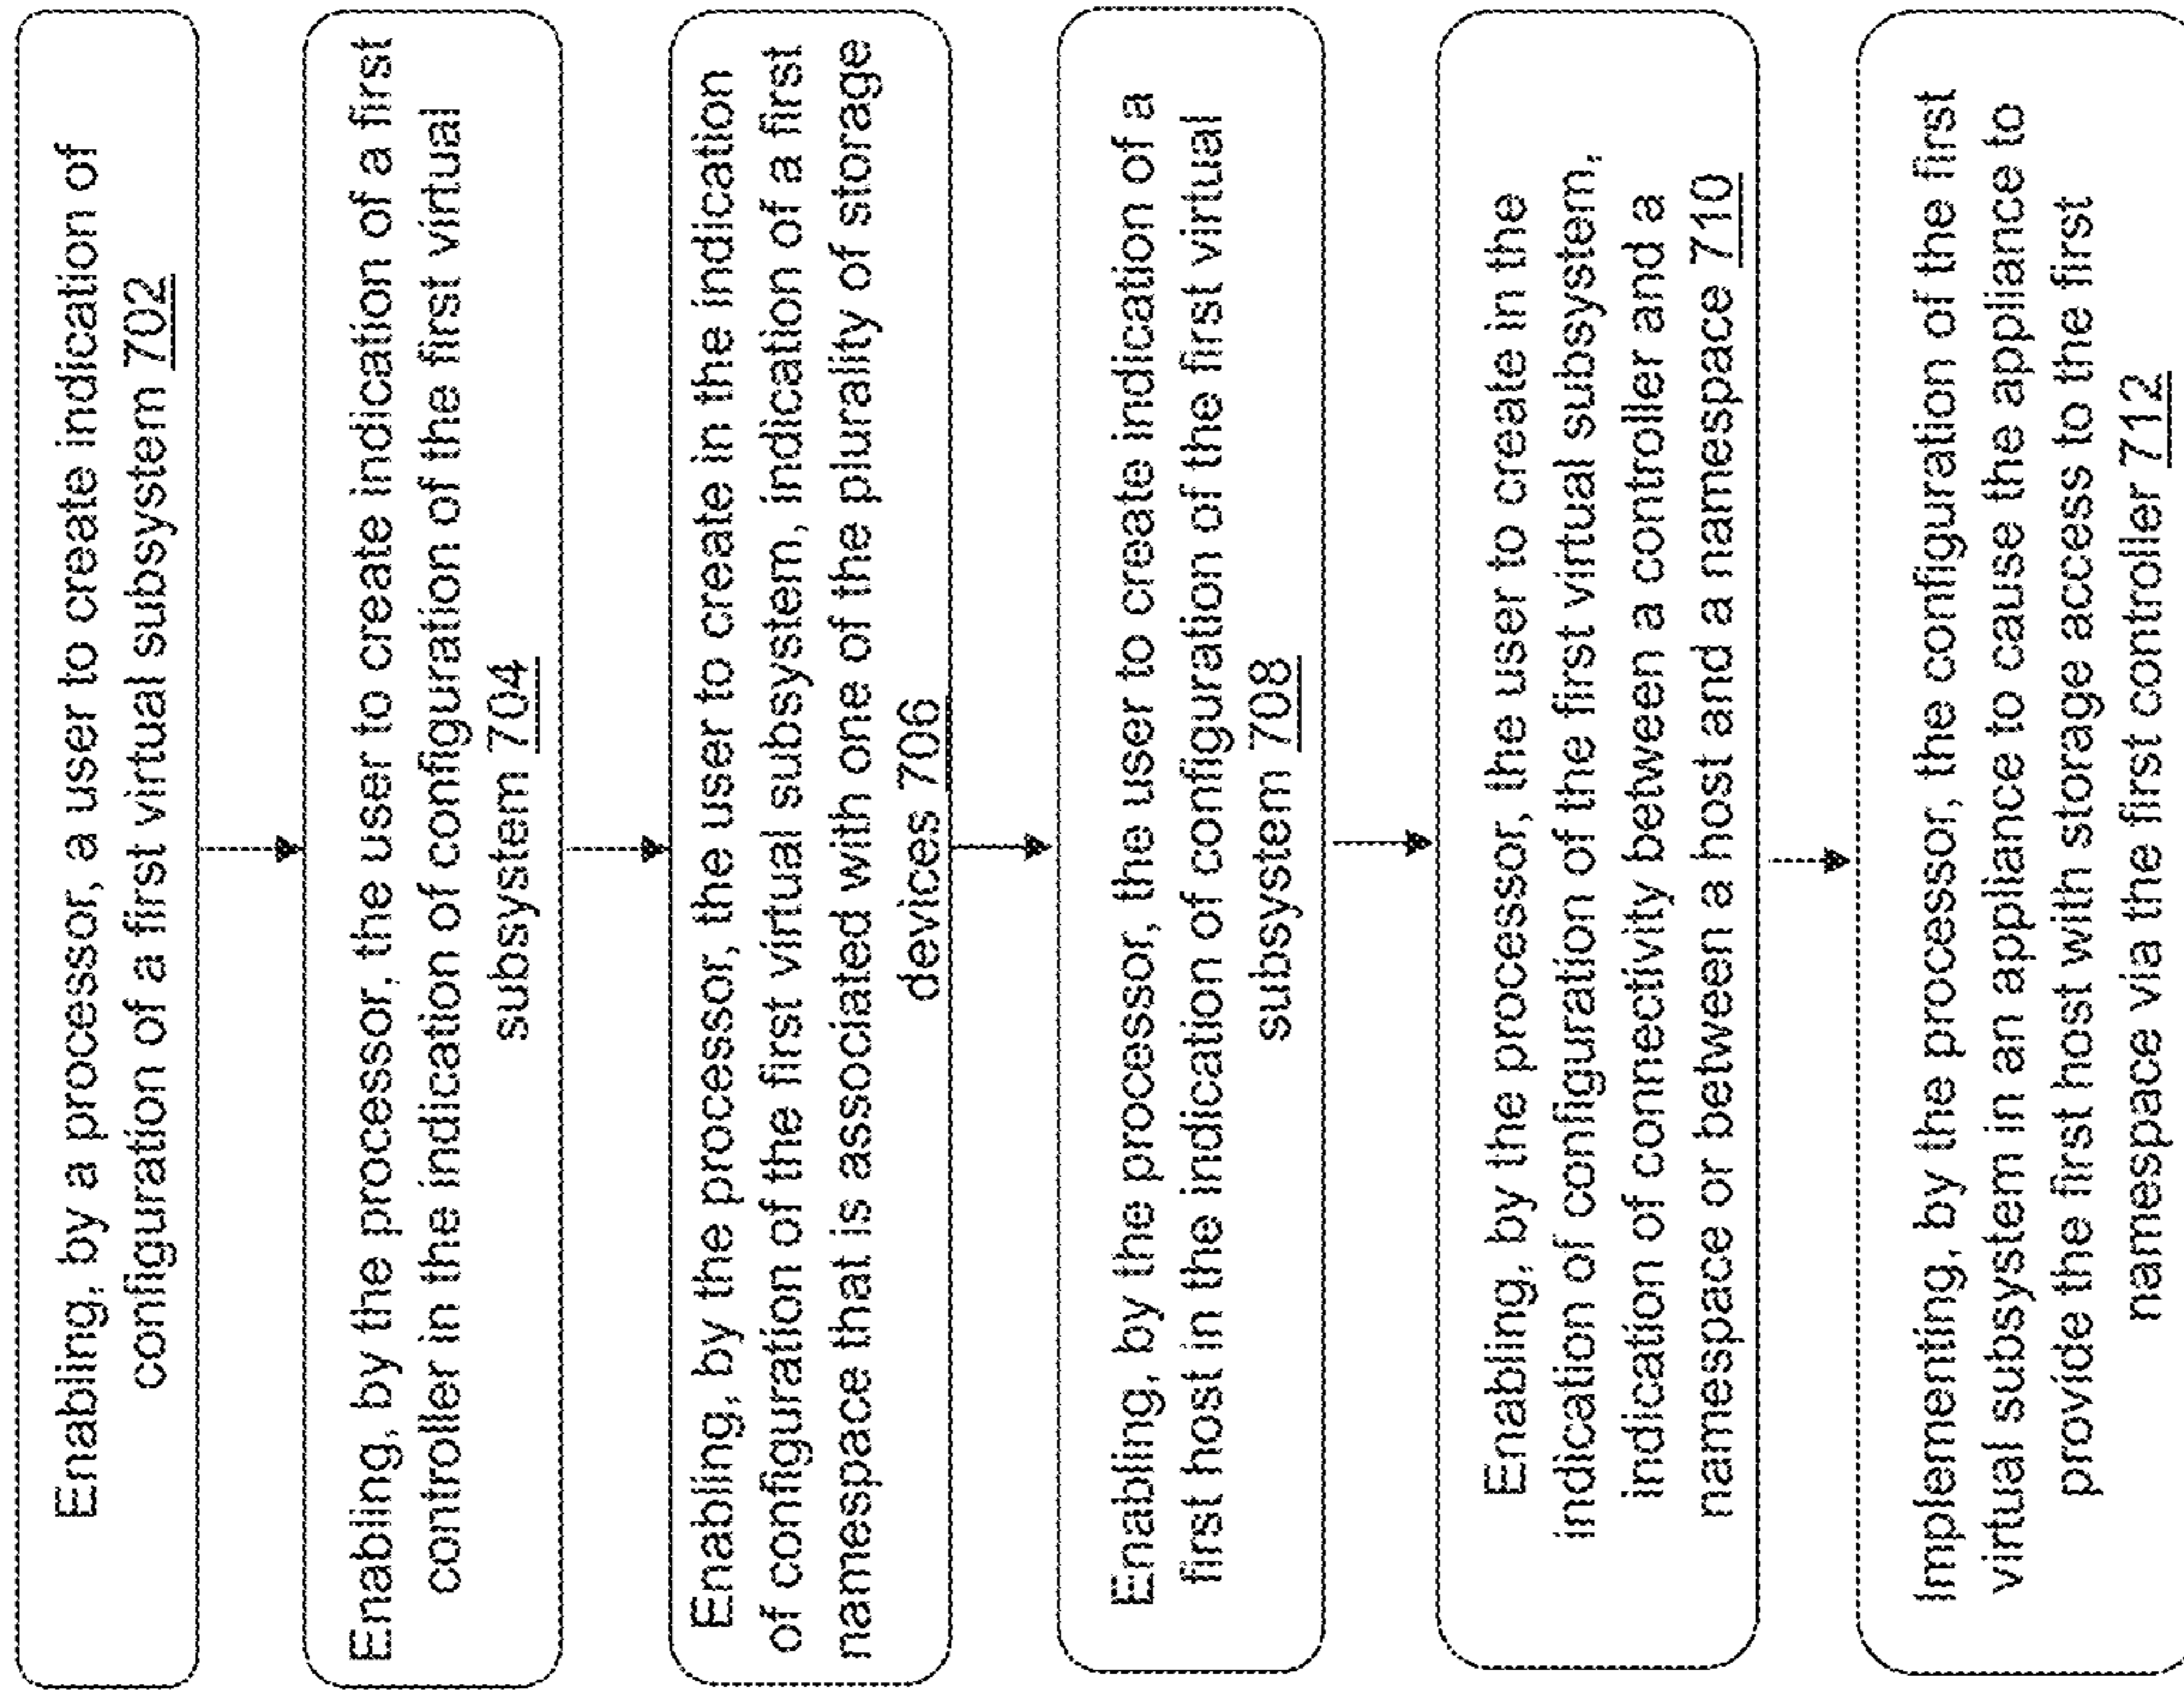 Enabling, by a processor, a user to create indication of
configuration of a first virtual subsystem 702
Enabling, by the processor, the user to create indication of a first
controller in the indication of configuration of the first virtual
subsystem 704
Enabling, by the processor, the user to create in the indication
of configuration of the first virtual subsystem, indication of a first
namespace that is associated with one of the plurality of storage
devices 706
Enabling, by the processor, the user to create indication of a
first host in the indication of configuration of the first virtual
subsystem 708
Enabling, by the processor, the user to create in the
indication of configuration of the first virtual subsystem,
indication of connectivity between a controller and a
namespace or between a host and a namespace 710
Implementing, by the processor, the configuration of the first
virtual subsystem in an appliance to cause the appliance to
provide the first host with storage access to the first
namespace via the first controller 712